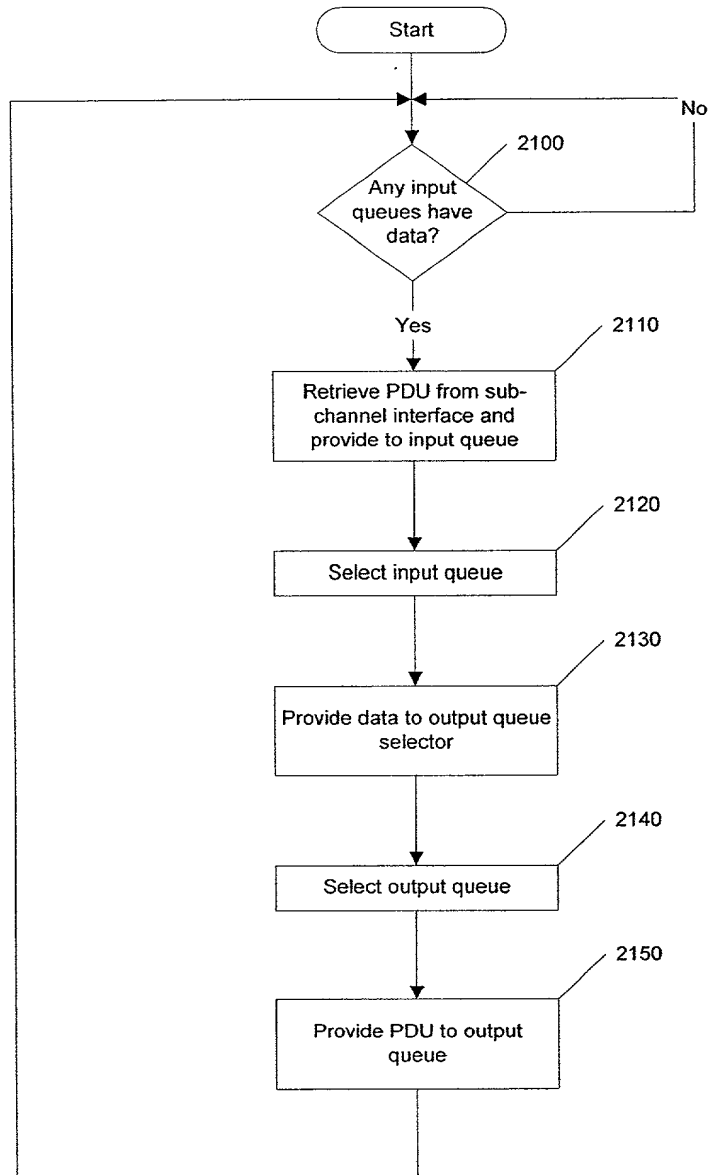 Start
No
2100
Any input
queues have
data?
Yes
2110
Retrieve PDU from sub-
channel interface and
provide to input queue
2120
Select input queue
2130
Provide data to output queue
selector
2140
Select output queue
2150
Provide PDU to output
queue